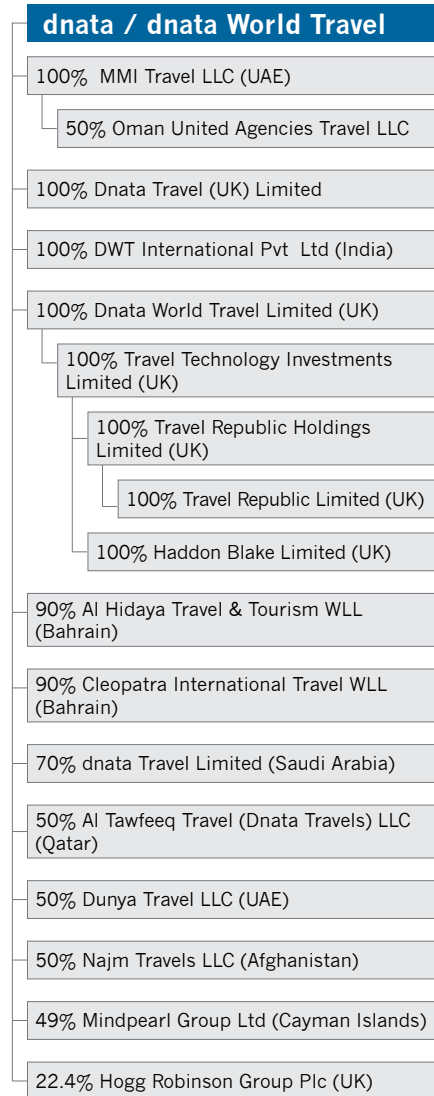 dnata / dnata World Travel
100% MMI Travel LLC (UAE)
50% Oman United Agencies Travel LLC
100% Dnata Travel (UK) Limited
100% DWT International Pvt Ltd (India)
100% Dnata World Travel Limited (UK)
100% Travel Technology Investments
Limited (UK)
100% Travel Republic Holdings
Limited (UK)
100% Travel Republic Limited (UK)
100% Haddon Blake Limited (UK)
90% Al Hidaya Travel & Tourism WLL
(Bahrain)
90% Cleopatra International Travel WLL
(Bahrain)
70% dnata Travel Limited (Saudi Arabia)
50% Al Tawfeeq Travel (Dnata Travels) LLC
(Qatar)
50% Dunya Travel LLC (UAE)
50% Najm Travels LLC (Afghanistan)
49% Mindpearl Group Ltd (Cayman Islands)
22.4% Hogg Robinson Group Plc (UK)